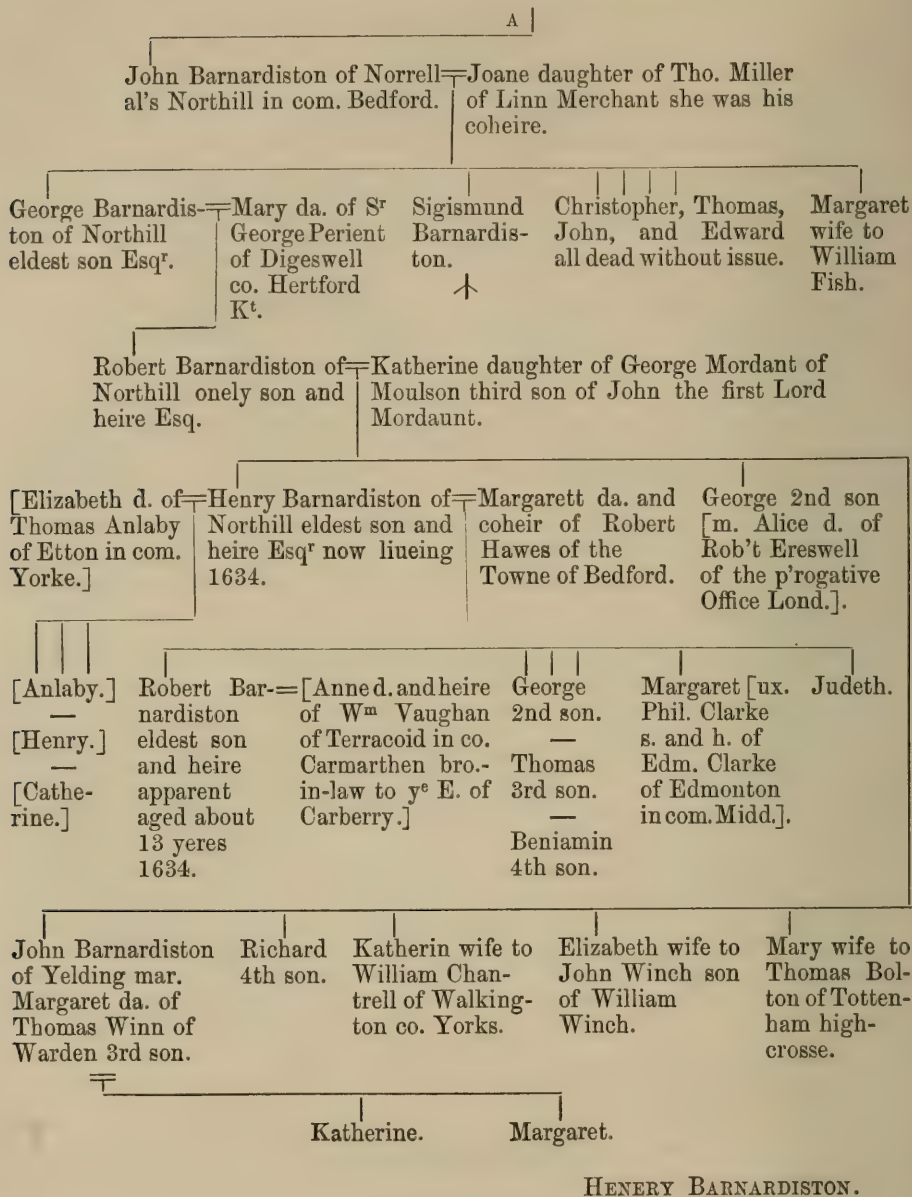 A
John Barnardiston of Norrell
al's Northill in com. Bedford.
Joane daughter of Tho. Miller
of Linn Merchant she was his
coheire.
George Barnardis-
ton of Northill
eldest son Esqr.
Mary da. of Sr
George Perient
of Digeswell
co. Hertford
Kt.
Sigismund
Barnardis-
ton.
Christopher, Thomas,
John, and Edward
all dead without issue.
Margaret
wife to
William
Fish.
Robert Barnardiston of
Northill onely son and
heire Esq.
Katherine daughter of George Mordant of
Moulson third son of John the first Lord
Mordaunt.
[Elizabeth d. of
Thomas Anlaby
of Etton in com.
Yorke.]
Henry Barnardiston of
Northill eldest son and
heire Esqr now liueing
1634.
Margarett da. and
coheir of Robert
Hawes of the
Towne of Bedford.
George 2nd son
[m. Alice d. of
Rob't Ereswell
of the p'rogative
Office Lond.].
[Anlaby.]
—
[Henry.]
—
[Cathe-
rine.]
Robert Bar-
nardiston
eldest son
and heire
apparent
aged about
13 yeres
1634.
[Anne d. and heire
of Wm Vaughan
of Terracoid in co.
Carmarthen bro.-
in-law to ye E. of
Carberry.]
George
2nd son.
—
Thomas
3rd son.
—
Beniamin
4th son.
Margaret [ux.
Phil. Clarke
s. and h. of
Edm. Clarke
of Edmonton
in com. Midd.].
Judeth.
John Barnardiston
of Yelding mar.
Margaret da. of
Thomas Winn of
Warden 3rd son.
Richard
4th son.
Katherin wife to
William Chan-
trell of Walking-
ton co. Yorks.
Elizabeth wife to
John Winch son
of William
Winch.
Mary wife to
Thomas Bol-
ton of Totten-
ham high-
crosse.
Katherine.
Margaret.
HENERY BARNARDISTON.